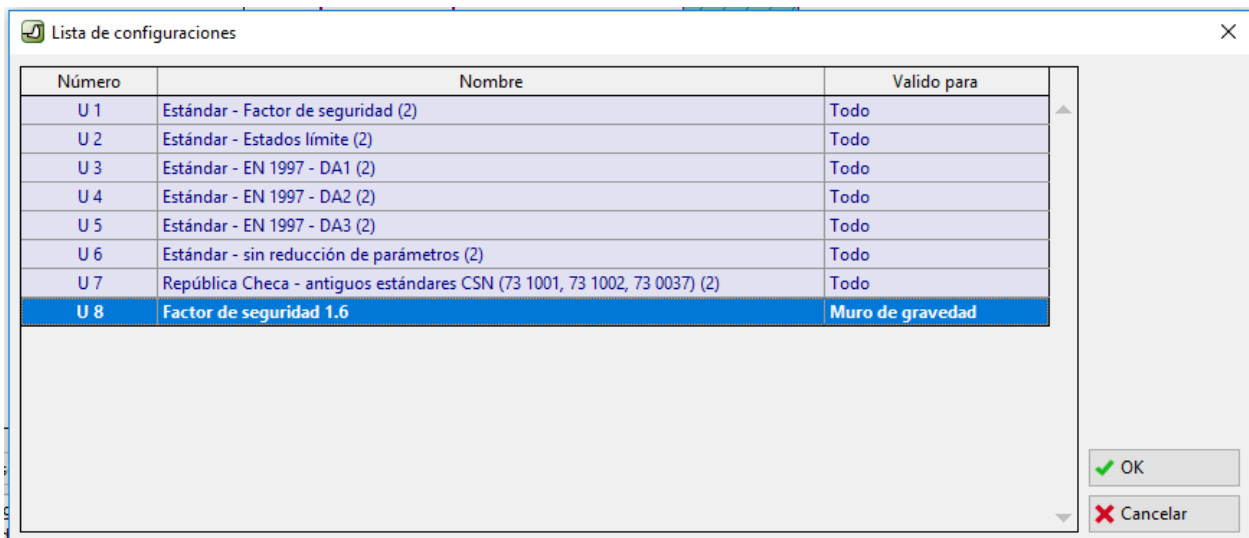 Lista de configuraciones
Número Nombre Valido para
U 1 Estándar - Factor de seguridad (2) Todo
U 2 Estándar - Estados límite (2) Todo
U 3 Estándar - EN 1997 - DA1 (2) Todo
U 4 Estándar - EN 1997 - DA2 (2) Todo
U 5 Estándar - EN 1997 - DA3 (2) Todo
U 6 Estándar - sin reducción de parámetros (2) Todo
U 7 República Checa - antiguos estándares CSN (73 1001, 73 1002, 73 0037) (2) Todo
U 8 Factor de seguridad 1.6 Muro de gravedad
OK
Cancelar